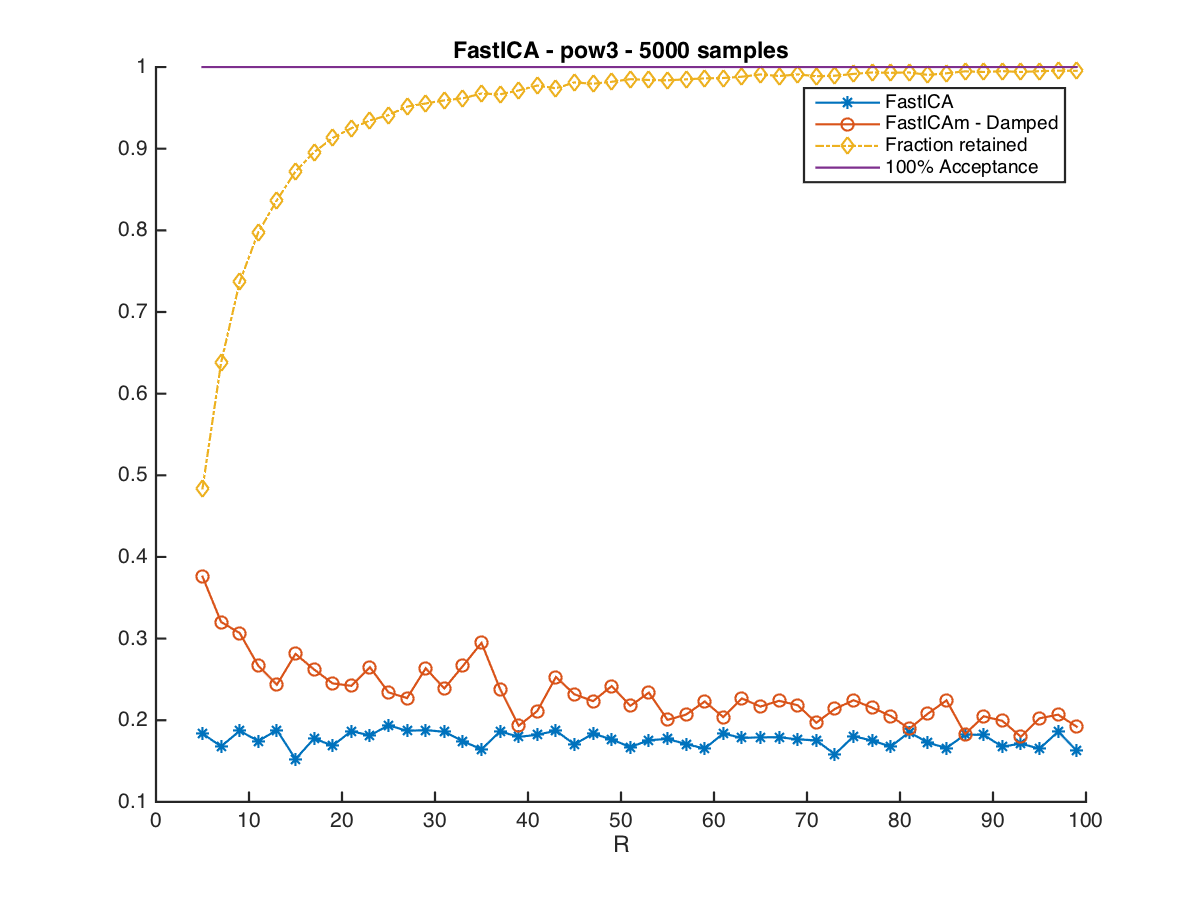 FastICA - pow3 - 5000 samples
1
0.9
0.8
0.7
0.6
0.5
0.4
0.3
0.2
0.1
FastICA
FastICAm - Damped
Fraction retained
100% Acceptance
0 10 20 30 40 50 60 70 80 90 100
R